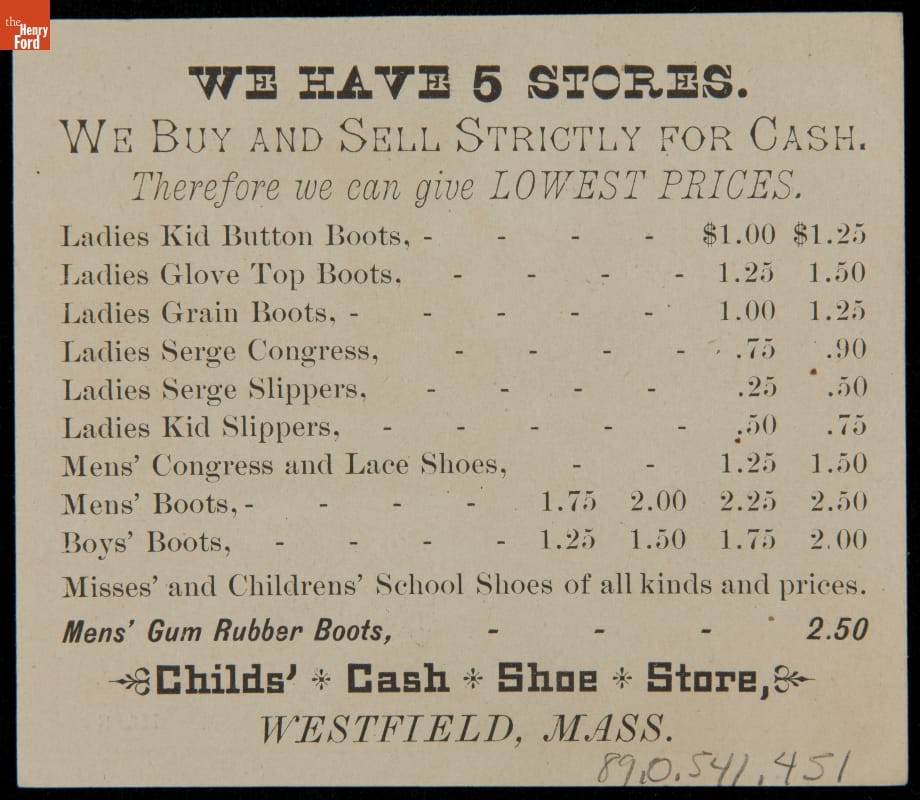 the
Henry
Ford
WE HAVE 5 STORES.
WE BUY AND SELL STRICTLY FOR CASH.
Therefore we can give LOWEST PRICES.
Ladies Kid Button Boots, - - - - $1.00 $1.25
Ladies Glove Top Boots. - - - - 1.25 1.50
Ladies Grain Boots, - - - - - 1.00 1.25
Ladies Serge Congress, - - - - .75 .90
Ladies Serge Slippers, - - - - .25 .50
Ladies Kid Slippers, - - - - - .50 .75
Mens' Congress and Lace Shoes, - - 1.25 1.50
Mens' Boots, - - - - 1.75 2.00 2.25 2.50
Boys' Boots, - - - - 1.25 1.50 1.75 2.00
Misses' and Childrens' School Shoes of all kinds and prices.
Mens' Gum Rubber Boots, - - - 2.50
Childs' * Cash * Shoe * Store,
WESTFIELD, MASS.
89.0.541.451